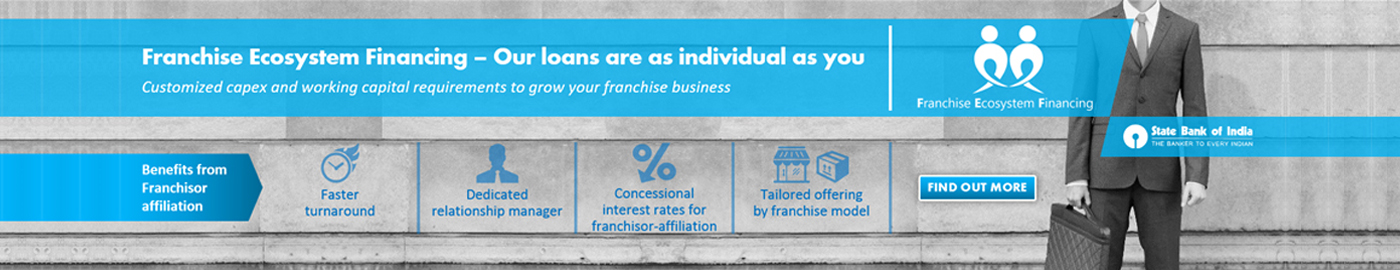 Franchise Ecosystem Financing – Our loans are as individual as you
Customized capex and working capital requirements to grow your franchise business
Franchise Ecosystem Financing
State Bank of India
THE BANKER TO EVERY INDIAN
Benefits from
Franchisor
affiliation
Faster
turnaround
Dedicated
relationship manager
Concessional
interest rates for
franchisor-affiliation
Tailored offering
by franchise model
FIND OUT MORE